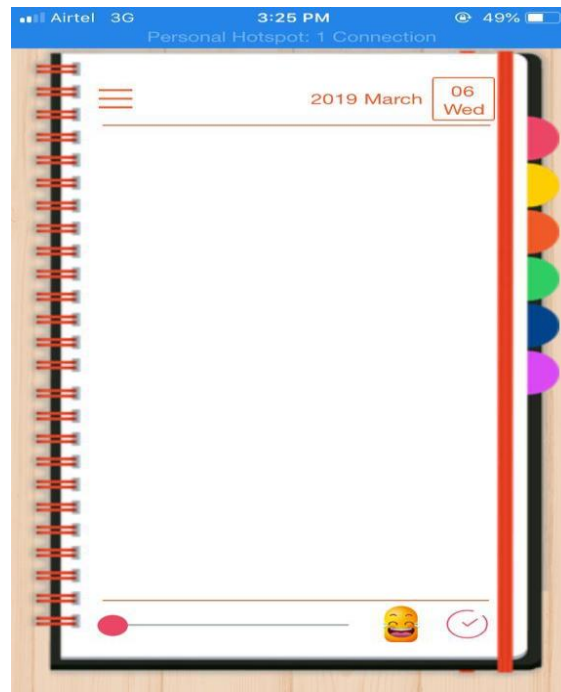 Airtel 3G 3:25 PM 49%
Personal Hotspot: 1 Connection
2019 March
06
Wed